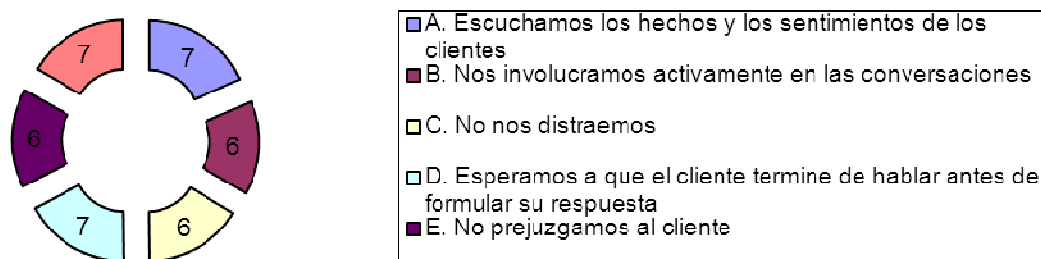 7
7
6
6
7
6
A. Escuchamos los hechos y los sentimientos de los
clientes
B. Nos involucramos activamente en las conversaciones
C. No nos distraemos
D. Esperamos a que el cliente termine de hablar antes de
formular su respuesta
E. No prejuzgamos al cliente